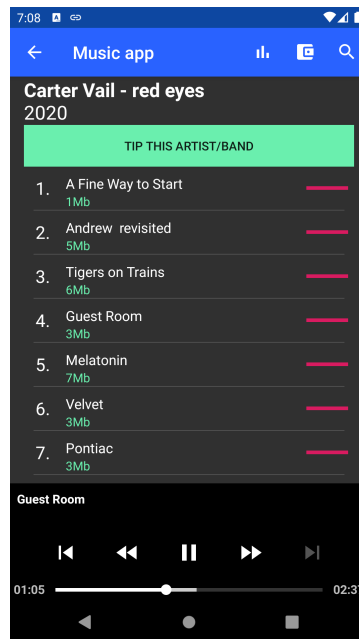 7:08
Music app
Carter Vail - red eyes
2020
TIP THIS ARTIST/BAND
1. A Fine Way to Start
1Mb
2. Andrew  revisited
5Mb
3. Tigers on Trains
6Mb
4. Guest Room
3Mb
5. Melatonin
7Mb
6. Velvet
3Mb
7. Pontiac
3Mb
Guest Room
01:05